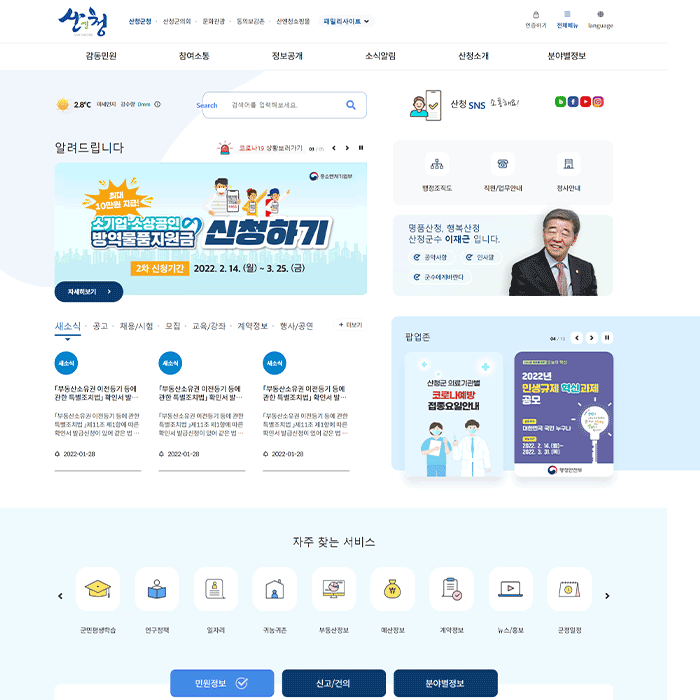 산엔청
산청군청 · 산청군의회 · 문화관광 · 동의보감촌 · 산엔청쇼핑몰 패밀리사이트
인증하기 전체메뉴 language
감동민원 참여소통 정보공개 소식알림 산청소개 분야별정보
2.8℃ 미세먼지 강수량 0mm
Search 검색어를 입력해보세요.
산청 SNS 소통해요!
알려드립니다
코로나19 상황보러가기
행정조직도 직원/업무안내 청사안내
중소벤처기업부
최대
10만원 지급!
소기업·소상공인
방역물품지원금 신청하기
2차 신청기간 2022. 2. 14. (월) ~ 3. 25. (금)
자세히보기
명품산청, 행복산청
산청군수 이재근 입니다.
공약사항 인사말
군수에게바란다
새소식 · 공고 · 채용/시험 · 모집 · 교육/강좌 · 계약정보 · 행사/공연 + 더보기
팝업존
새소식 새소식 새소식
「부동산소유권 이전등기 등에
관한 특별조치법」 확인서 발…
「부동산소유권 이전등기 등에
관한 특별조치법」 확인서 발…
「부동산소유권 이전등기 등에
관한 특별조치법」 확인서 발…
「부동산소유권 이전등기 등에 관한
특별조치법 」제11조 제1항에 따른
확인서 발급신청이 있어 같은 법 …
「부동산소유권 이전등기 등에 관한
특별조치법 」제11조 제1항에 따른
확인서 발급신청이 있어 같은 법 …
「부동산소유권 이전등기 등에 관한
특별조치법 」제11조 제1항에 따른
확인서 발급신청이 있어 같은 법 …
2022-01-28 2022-01-28 2022-01-28
산청군 의료기관별
코로나예방
접종요일안내
2022년
민생규제 혁신과제
공모
대한민국 국민 누구나
2022. 2. 14. (월)~
2022. 3. 31. (목)
행정안전부
자주 찾는 서비스
군민평생학습 인구정책 일자리 귀농귀촌 부동산정보 예산정보 계약정보 뉴스/홍보 군정일정
민원정보 신고/건의 분야별정보